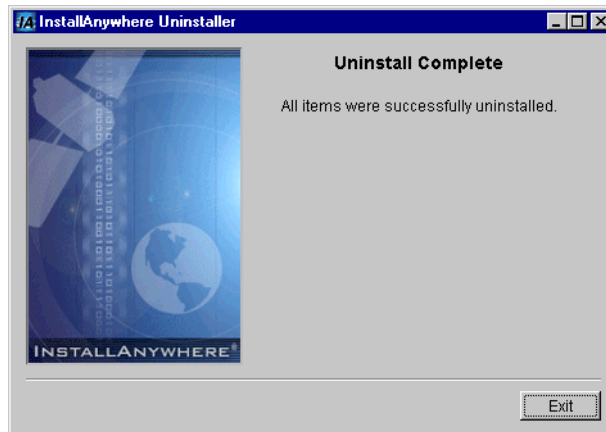 InstallAnywhere Uninstaller
Uninstall Complete
All items were successfully uninstalled.
INSTALLANYWHERE®
Exit